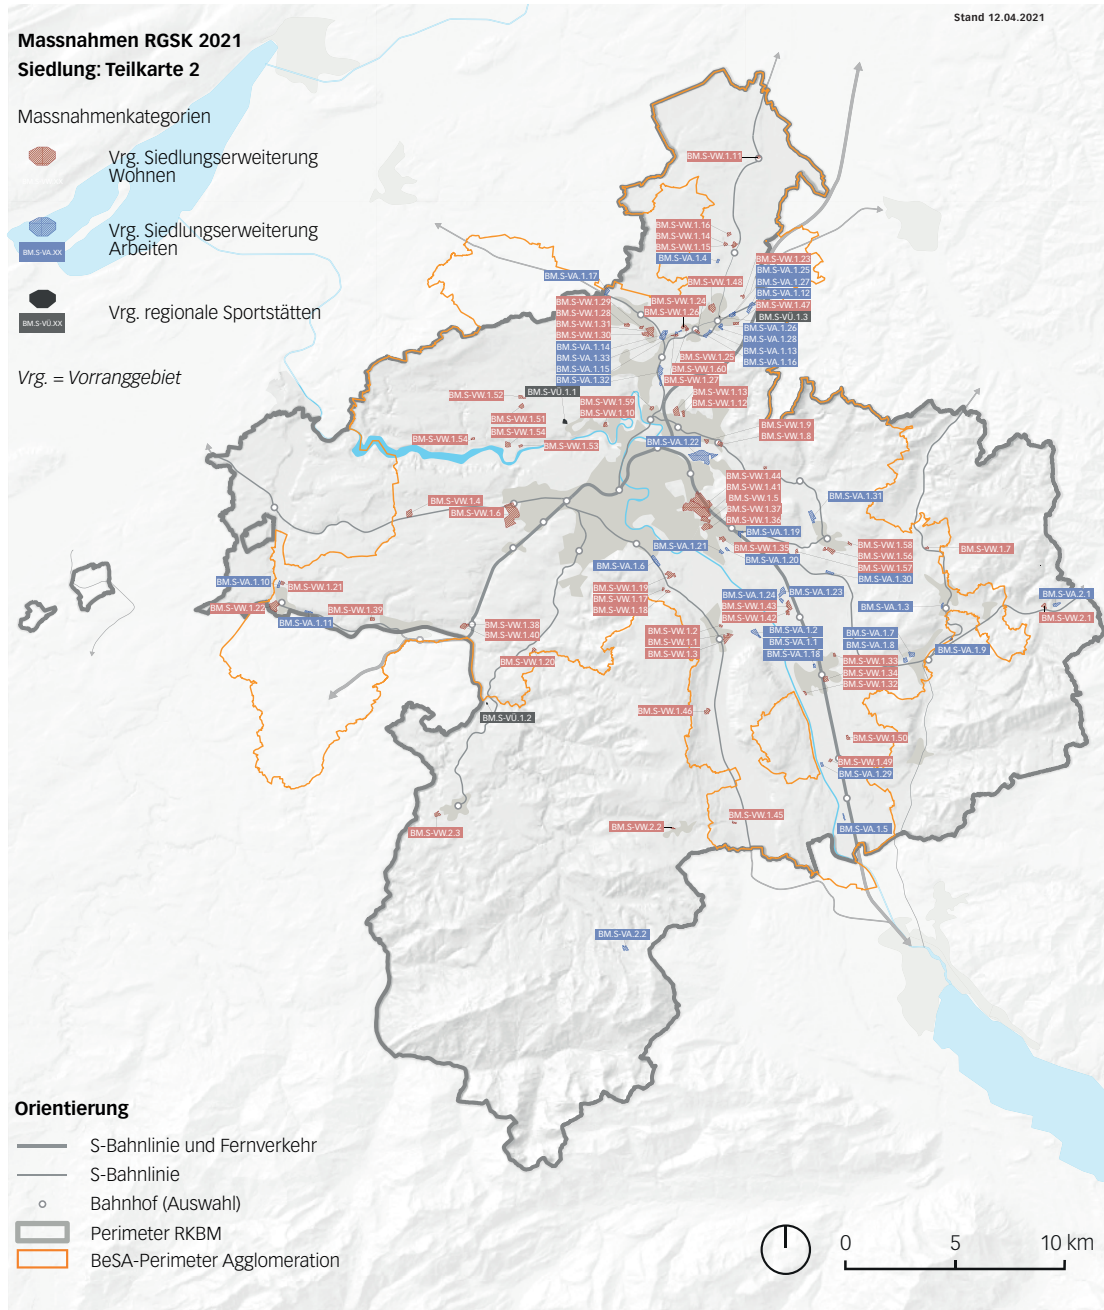 Stand 12.04.2021
Massnahmen RGSK 2021
Siedlung: Teilkarte 2
Massnahmenkategorien
Vrg. Siedlungserweiterung
Wohnen
Vrg. Siedlungserweiterung
Arbeiten
BM.S-VA.XX
Vrg. regionale Sportstätten
BM.S-VÜ.XX
Vrg. = Vorranggebiet
BM.S-VW.1.11
BM.S-VW.1.16
BM.S-VW.1.14
BM.S-VW.1.15
BM.S-VA.1.4
BM.S-VW.1.23
BM.S-VA.1.25
BM.S-VA.1.27
BM.S-VA.1.12
BM.S-VW.1.47
BM.S-VÜ.1.3
BM.S-VA.1.26
BM.S-VA.1.28
BM.S-VA.1.13
BM.S-VA.1.16
BM.S-VA.1.17
BM.S-VW.1.48
BM.S-VW.1.24
BM.S-VW.1.26
BM.S-VW.1.29
BM.S-VW.1.28
BM.S-VW.1.31
BM.S-VW.1.30
BM.S-VA.1.14
BM.S-VA.1.33
BM.S-VA.1.15
BM.S-VA.1.32
BM.S-VW.1.25
BM.S-VW.1.60
BM.S-VW.1.27
BM.S-VW.1.13
BM.S-VW.1.12
BM.S-VÜ.1.1
BM.S-VW.1.52
BM.S-VW.1.59
BM.S-VW.1.10
BM.S-VW.1.51
BM.S-VW.1.54
BM.S-VW.1.54
BM.S-VW.1.53
BM.S-VW.1.9
BM.S-VW.1.8
BM.S-VA.1.22
BM.S-VW.1.44
BM.S-VW.1.41
BM.S-VW.1.5
BM.S-VW.1.37
BM.S-VW.1.36
BM.S-VA.1.19
BM.S-VA.1.31
BM.S-VW.1.4
BM.S-VW.1.6
BM.S-VA.1.21
BM.S-VW.1.35
BM.S-VA.1.20
BM.S-VW.1.58
BM.S-VW.1.56
BM.S-VW.1.57
BM.S-VA.1.30
BM.S-VW.1.7
BM.S-VA.1.6
BM.S-VW.1.19
BM.S-VW.1.17
BM.S-VW.1.18
BM.S-VA.1.10
BM.S-VW.1.21
BM.S-VW.1.22
BM.S-VW.1.39
BM.S-VA.1.11
BM.S-VA.1.24
BM.S-VA.1.23
BM.S-VW.1.43
BM.S-VW.1.42
BM.S-VA.1.3
BM.S-VA.2.1
BM.S-VW.2.1
BM.S-VW.1.38
BM.S-VW.1.40
BM.S-VW.1.2
BM.S-VW.1.1
BM.S-VW.1.3
BM.S-VA.1.2
BM.S-VA.1.1
BM.S-VA.1.18
BM.S-VA.1.7
BM.S-VA.1.8
BM.S-VA.1.9
BM.S-VW.1.20
BM.S-VW.1.33
BM.S-VW.1.34
BM.S-VW.1.32
BM.S-VÜ.1.2
BM.S-VW.1.46
BM.S-VW.1.50
BM.S-VW.1.49
BM.S-VA.1.29
BM.S-VW.2.3
BM.S-VW.2.2
BM.S-VW.1.45
BM.S-VA.1.5
BM.S-VA.2.2
Orientierung
S-Bahnlinie und Fernverkehr
S-Bahnlinie
Bahnhof (Auswahl)
Perimeter RKBM
BeSA-Perimeter Agglomeration
0 5 10 km